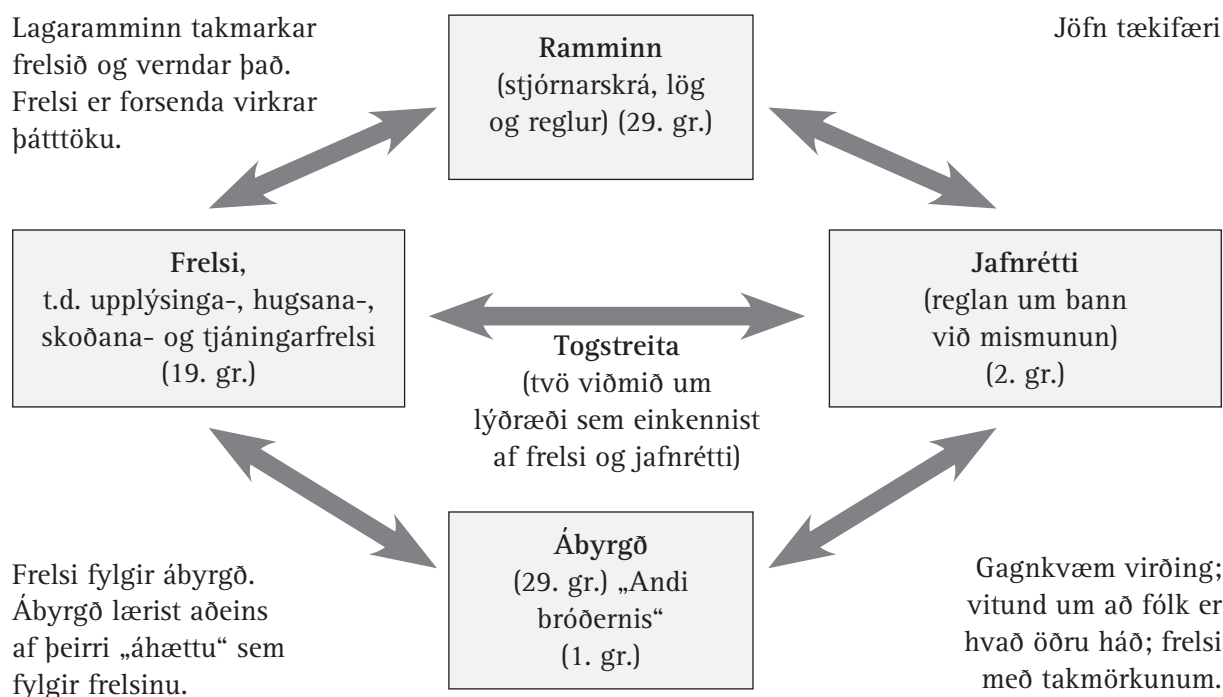 Lagaramminn takmarkar
frelsið og verndar það.
Frelsi er forsenda virkrar
þátttöku.
Ramminn
(stjórnarskrá, lög
og reglur) (29. gr.)
Jöfn tækifæri
Frelsi,
t.d. upplýsinga-, hugsana-,
skoðana- og tjáningarfrelsi
(19. gr.)
Togstreita
(tvö viðmið um
lýðræði sem einkennist
af frelsi og jafnrétti)
Jafnrétti
(reglan um bann
við mismunun)
(2. gr.)
Frelsi fylgir ábyrgð.
Ábyrgð lærist aðeins
af þeirri „áhættu“ sem
fylgir frelsinu.
Ábyrgð
(29. gr.) „Andi
bróðernis“
(1. gr.)
Gagnkvæm virðing;
vitund um að fólk er
hvað öðru háð; frelsi
með takmörkunum.